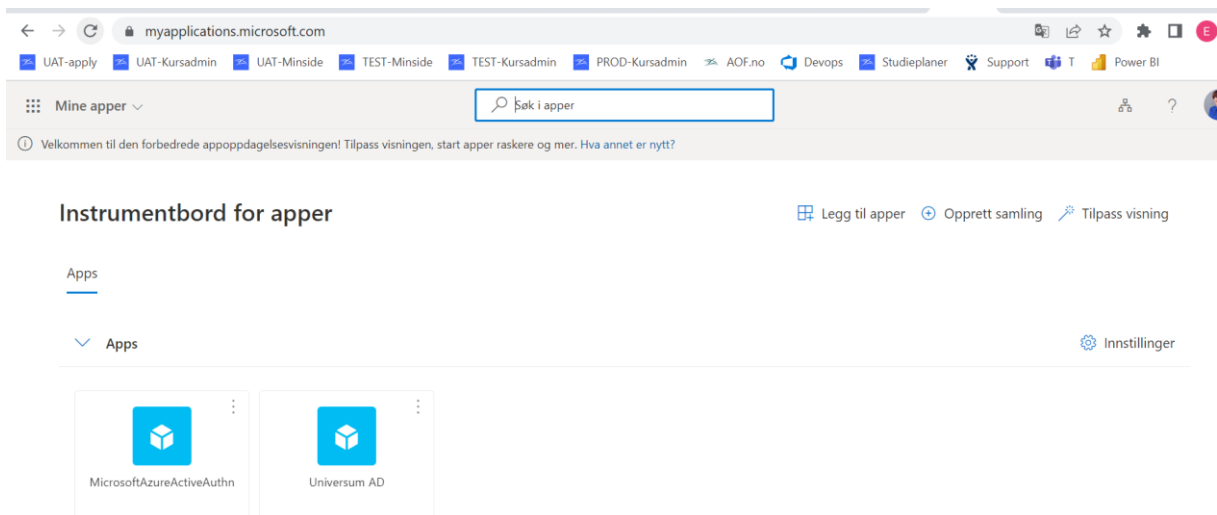 myapplications.microsoft.com
E
UAT-apply UAT-Kursadmin UAT-Minside TEST-Minside TEST-Kursadmin PROD-Kursadmin AOF.no Devops Studieplaner Support T Power BI
Mine apper Søk i apper ?
Velkommen til den forbedrede appoppdagelsesvisningen! Tilpass visningen, start apper raskere og mer. Hva annet er nytt?
Instrumentbord for apper Legg til apper Opprett samling Tilpass visning
Apps
Apps Innstillinger
MicrosoftAzureActiveAuthn Universum AD